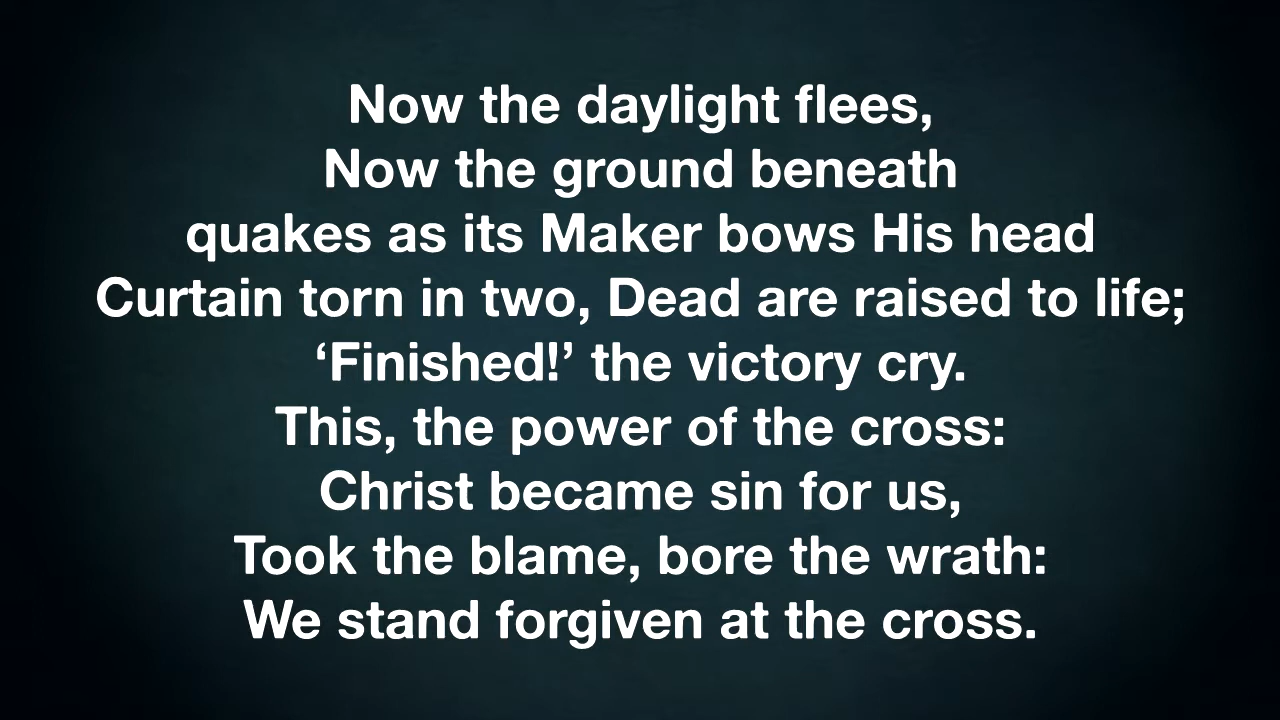 Now the daylight flees,
Now the ground beneath
quakes as its Maker bows His head
Curtain torn in two, Dead are raised to life;
‘Finished!’ the victory cry.
This, the power of the cross:
Christ became sin for us,
Took the blame, bore the wrath:
We stand forgiven at the cross.